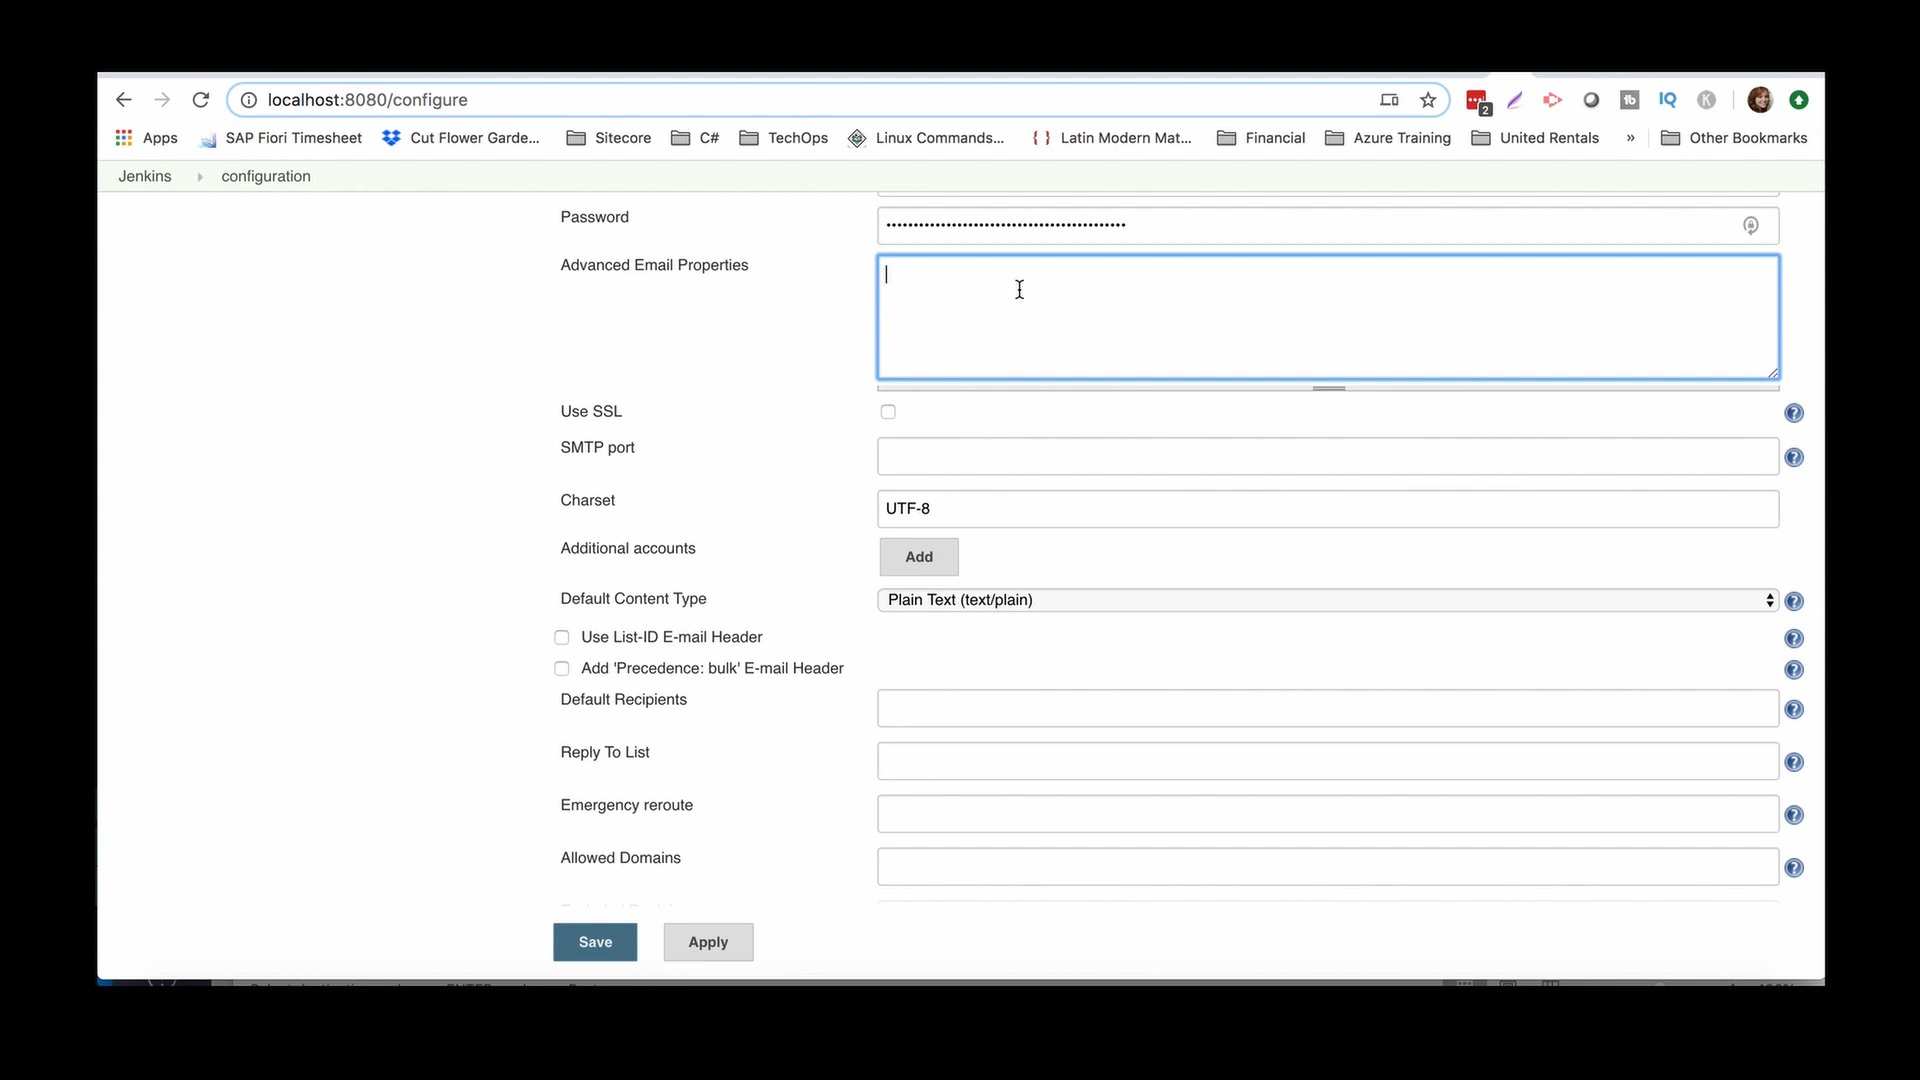 localhost:8080/configure
2
tb
IQ
K
Apps
SAP Fiori Timesheet
Cut Flower Garde...
Sitecore
C#
TechOps
Linux Commands...
{ } Latin Modern Mat...
Financial
Azure Training
United Rentals
»
Other Bookmarks
Jenkins
configuration
Password
••••••••••••••••••••••••••••••••••••••••••••
Advanced Email Properties
Use SSL
?
SMTP port
?
Charset
UTF-8
Additional accounts
Add
Default Content Type
Plain Text (text/plain)
?
Use List-ID E-mail Header
?
Add 'Precedence: bulk' E-mail Header
?
Default Recipients
?
Reply To List
?
Emergency reroute
?
Allowed Domains
?
Save
Apply